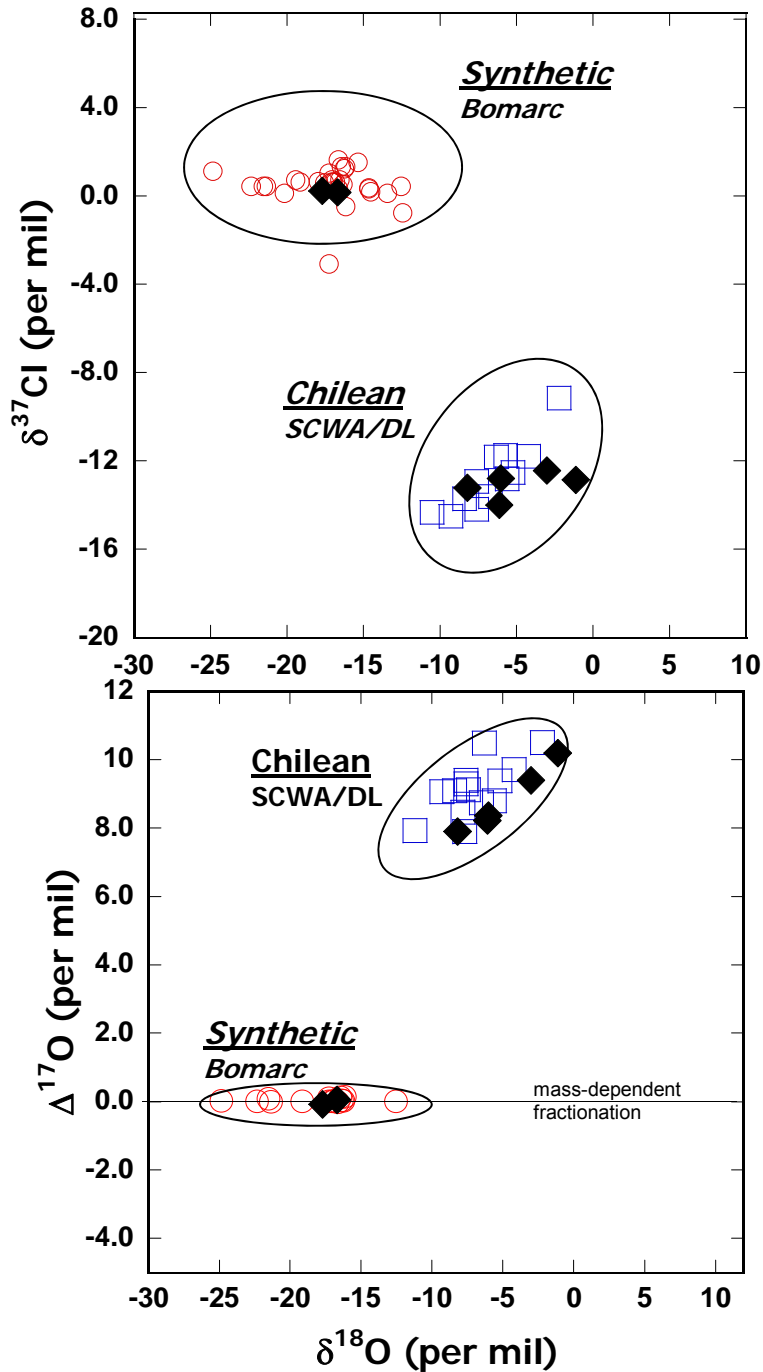 8.0
4.0
0.0
-4.0
-8.0
-12
-16
-20
δ37Cl (per mil)
Synthetic
Bomarc
Chilean
SCWA/DL
-30 -25 -20 -15 -10 -5 0 5 10
12
10
8.0
6.0
4.0
2.0
0.0
-2.0
-4.0
Δ17O (per mil)
Chilean
SCWA/DL
Synthetic
Bomarc
mass-dependent
fractionation
-30 -25 -20 -15 -10 -5 0 5 10
δ18O (per mil)